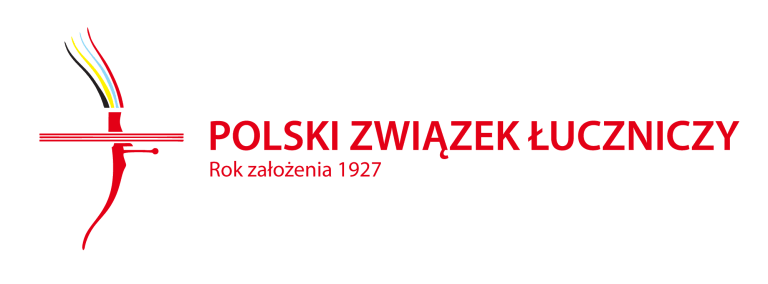 POLSKI ZWIĄZEK ŁUCZNICZY
Rok założenia 1927